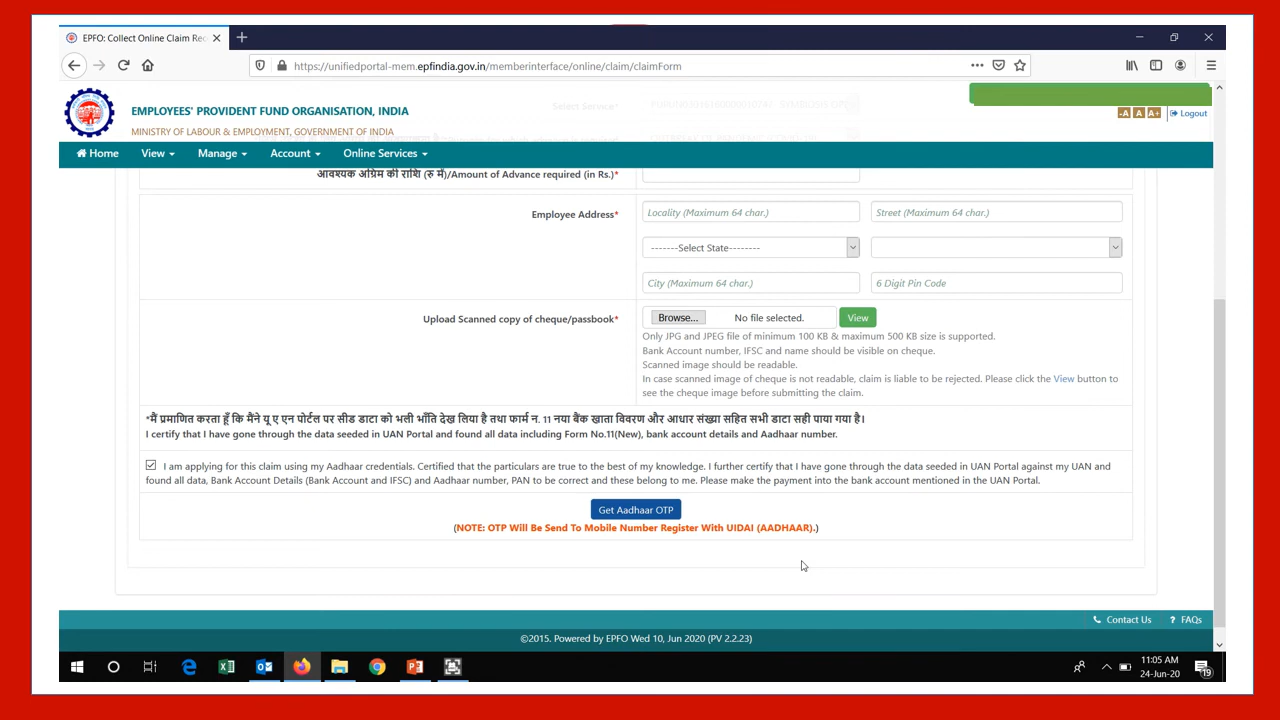 EPFO: Collect Online Claim Rec
https://unifiedportal-mem.epfindia.gov.in/memberinterface/online/claim/claimForm
EMPLOYEES' PROVIDENT FUND ORGANISATION, INDIA
MINISTRY OF LABOUR & EMPLOYMENT, GOVERNMENT OF INDIA
Select Service*
-A A A+ Logout
Home View Manage Account Online Services
आवश्यक अग्रिम की राशि (रु में)/Amount of Advance required (in Rs.)*
Employee Address* Locality (Maximum 64 char.) Street (Maximum 64 char.)
-------Select State--------
City (Maximum 64 char.) 6 Digit Pin Code
Upload Scanned copy of cheque/passbook* Browse... No file selected. View
Only JPG and JPEG file of minimum 100 KB & maximum 500 KB size is supported.
Bank Account number, IFSC and name should be visible on cheque.
Scanned image should be readable.
In case scanned image of cheque is not readable, claim is liable to be rejected. Please click the View button to
see the cheque image before submitting the claim.
*मैं प्रमाणित करता हूँ कि मैंने यू ए एन पोर्टल पर सीड डाटा को भली भाँति देख लिया है तथा फार्म न. 11 नया बैंक खाता विवरण और आधार संख्या सहित सभी डाटा सही पाया गया है।
I certify that I have gone through the data seeded in UAN Portal and found all data including Form No.11(New), bank account details and Aadhaar number.
I am applying for this claim using my Aadhaar credentials. Certified that the particulars are true to the best of my knowledge. I further certify that I have gone through the data seeded in UAN Portal against my UAN and
found all data, Bank Account Details (Bank Account and IFSC) and Aadhaar number, PAN to be correct and these belong to me. Please make the payment into the bank account mentioned in the UAN Portal.
Get Aadhaar OTP
(NOTE: OTP Will Be Send To Mobile Number Register With UIDAI (AADHAAR).)
Contact Us ? FAQs
©2015. Powered by EPFO Wed 10, Jun 2020 (PV 2.2.23)
11:05 AM
24-Jun-20
19